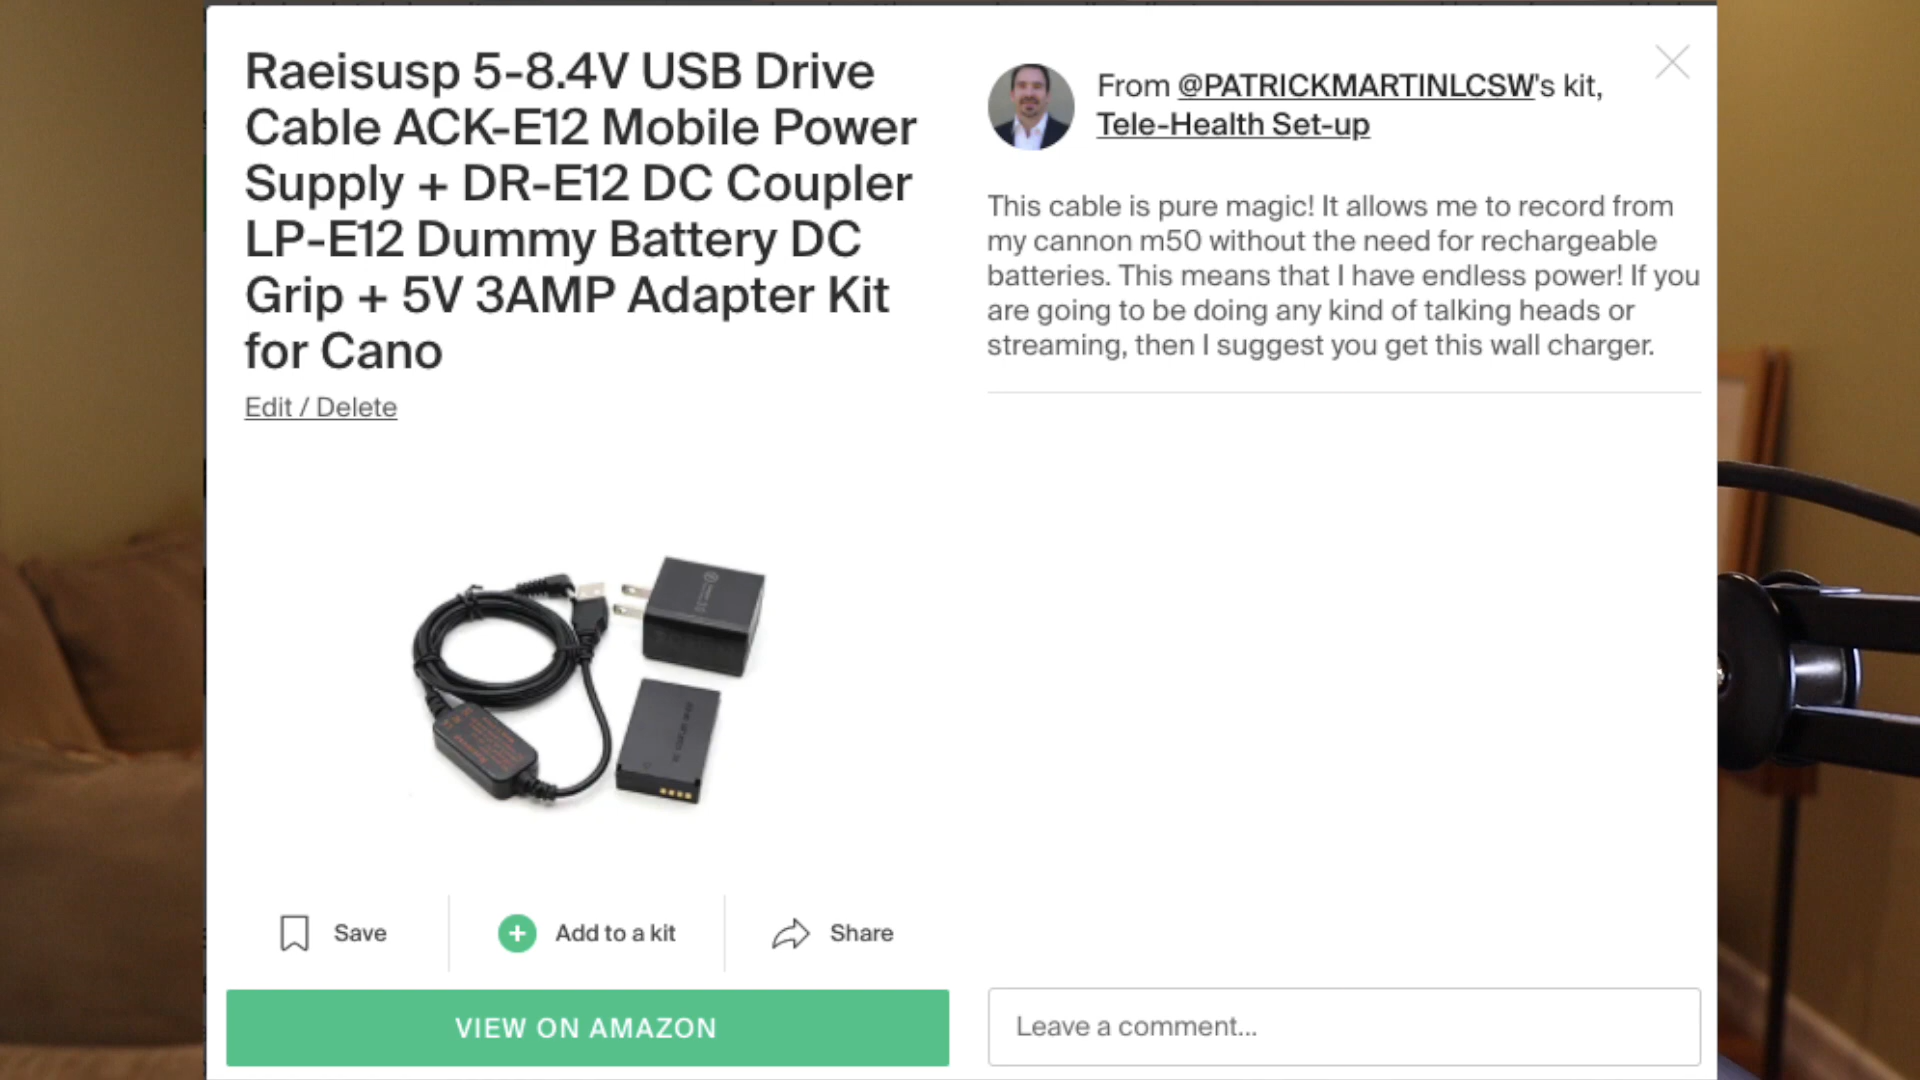 Raeisusp 5-8.4V USB Drive
Cable ACK-E12 Mobile Power
Supply + DR-E12 DC Coupler
LP-E12 Dummy Battery DC
Grip + 5V 3AMP Adapter Kit
for Cano
Edit / Delete
Save
Add to a kit
Share
VIEW ON AMAZON
From @PATRICKMARTINLCSW's kit,
Tele-Health Set-up
This cable is pure magic! It allows me to record from
my cannon m50 without the need for rechargeable
batteries. This means that I have endless power! If you
are going to be doing any kind of talking heads or
streaming, then I suggest you get this wall charger.
Leave a comment...